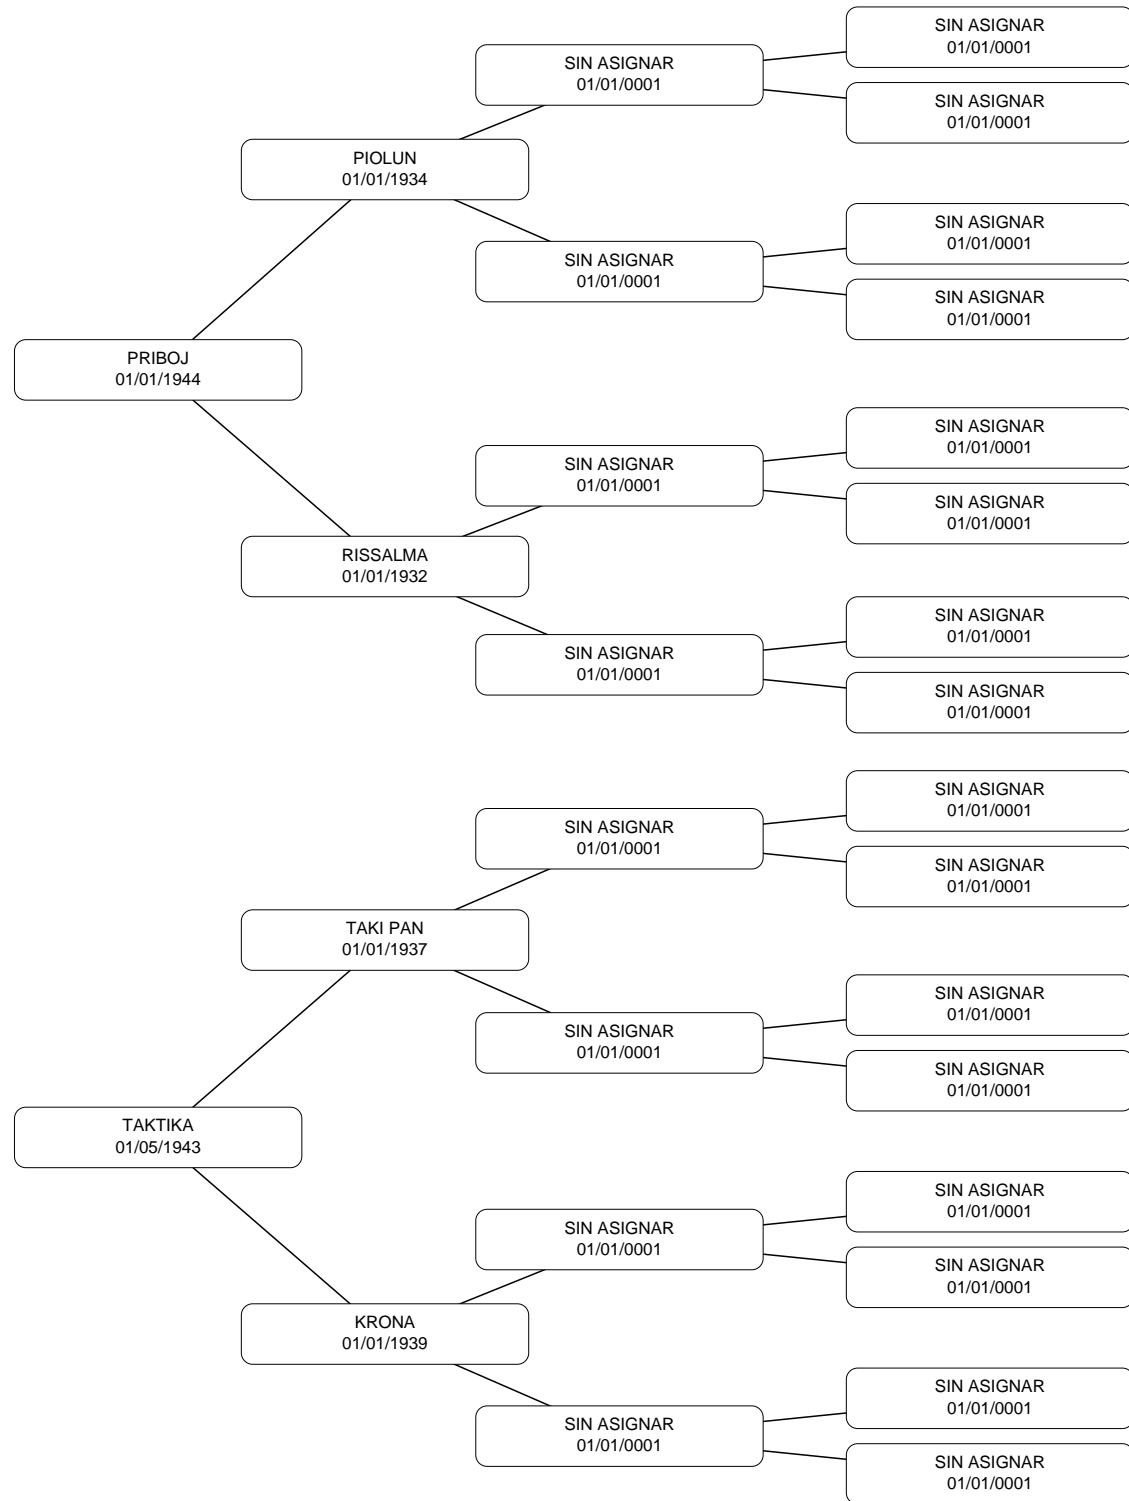 SIN ASIGNAR
01/01/0001
SIN ASIGNAR
01/01/0001
SIN ASIGNAR
01/01/0001
PIOLUN
01/01/1934
SIN ASIGNAR
01/01/0001
SIN ASIGNAR
01/01/0001
SIN ASIGNAR
01/01/0001
PRIBOJ
01/01/1944
SIN ASIGNAR
01/01/0001
SIN ASIGNAR
01/01/0001
SIN ASIGNAR
01/01/0001
RISSALMA
01/01/1932
SIN ASIGNAR
01/01/0001
SIN ASIGNAR
01/01/0001
SIN ASIGNAR
01/01/0001
SIN ASIGNAR
01/01/0001
SIN ASIGNAR
01/01/0001
SIN ASIGNAR
01/01/0001
TAKI PAN
01/01/1937
SIN ASIGNAR
01/01/0001
SIN ASIGNAR
01/01/0001
SIN ASIGNAR
01/01/0001
TAKTIKA
01/05/1943
SIN ASIGNAR
01/01/0001
SIN ASIGNAR
01/01/0001
SIN ASIGNAR
01/01/0001
KRONA
01/01/1939
SIN ASIGNAR
01/01/0001
SIN ASIGNAR
01/01/0001
SIN ASIGNAR
01/01/0001